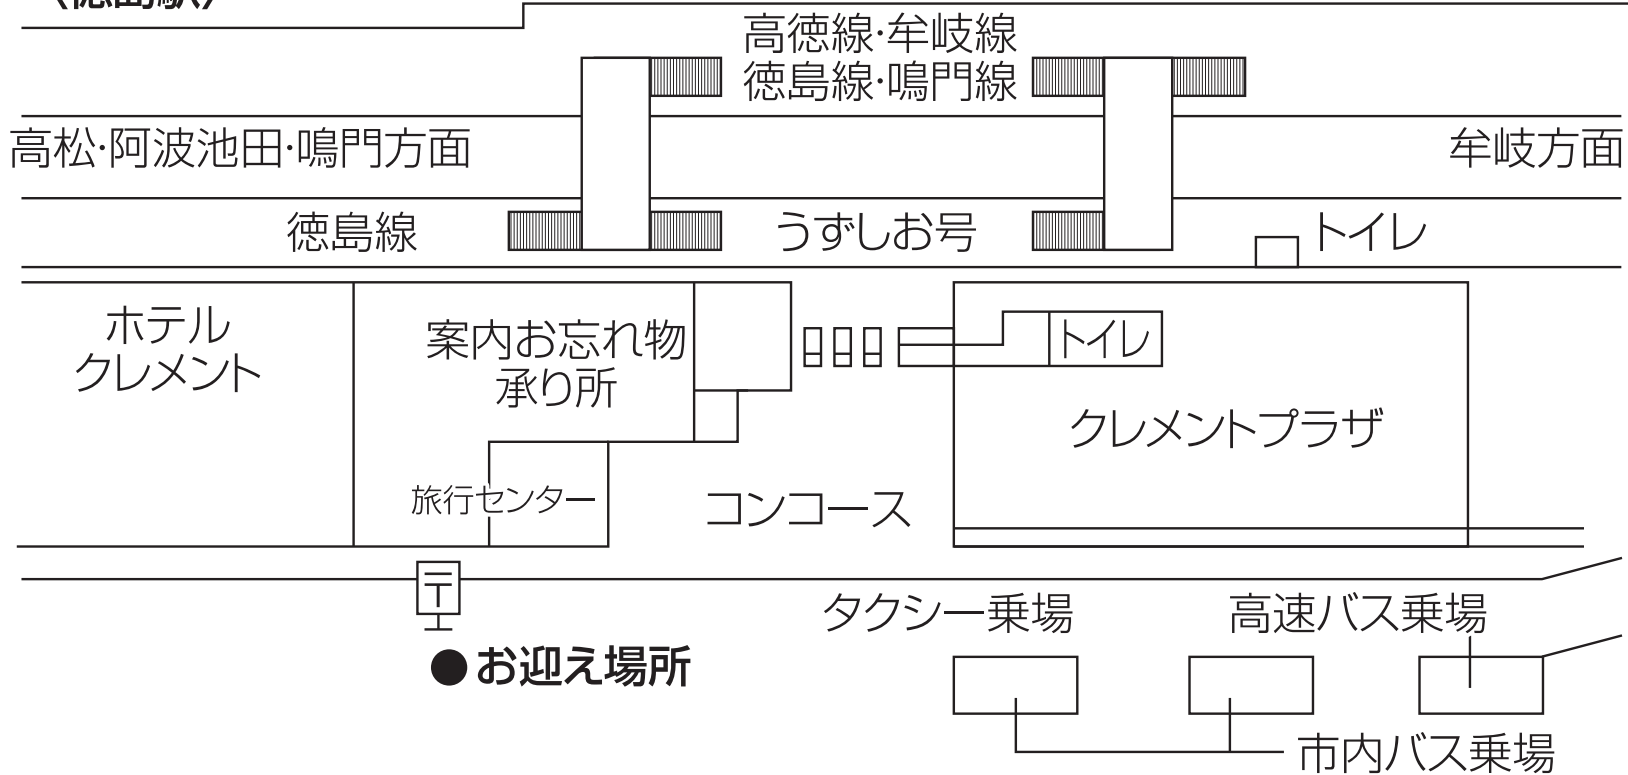 (徳島駅)
高徳線・牟岐線
徳島線・鳴門線
高松・阿波池田・鳴門方面
牟岐方面
徳島線
うずしお号
トイレ
ホテル
クレメント
案内お忘れ物
承り所
トイレ
クレメントプラザ
旅行センター
コンコース
〒
タクシー乗場
高速バス乗場
●お迎え場所
市内バス乗場